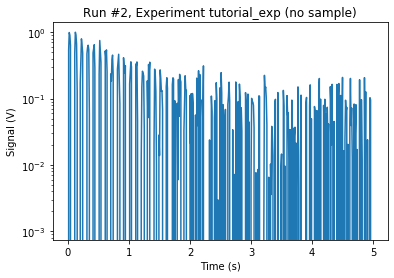 Run #2, Experiment tutorial_exp (no sample)
Signal (V)
10⁰
10⁻¹
10⁻²
10⁻³
0 1 2 3 4 5
Time (s)